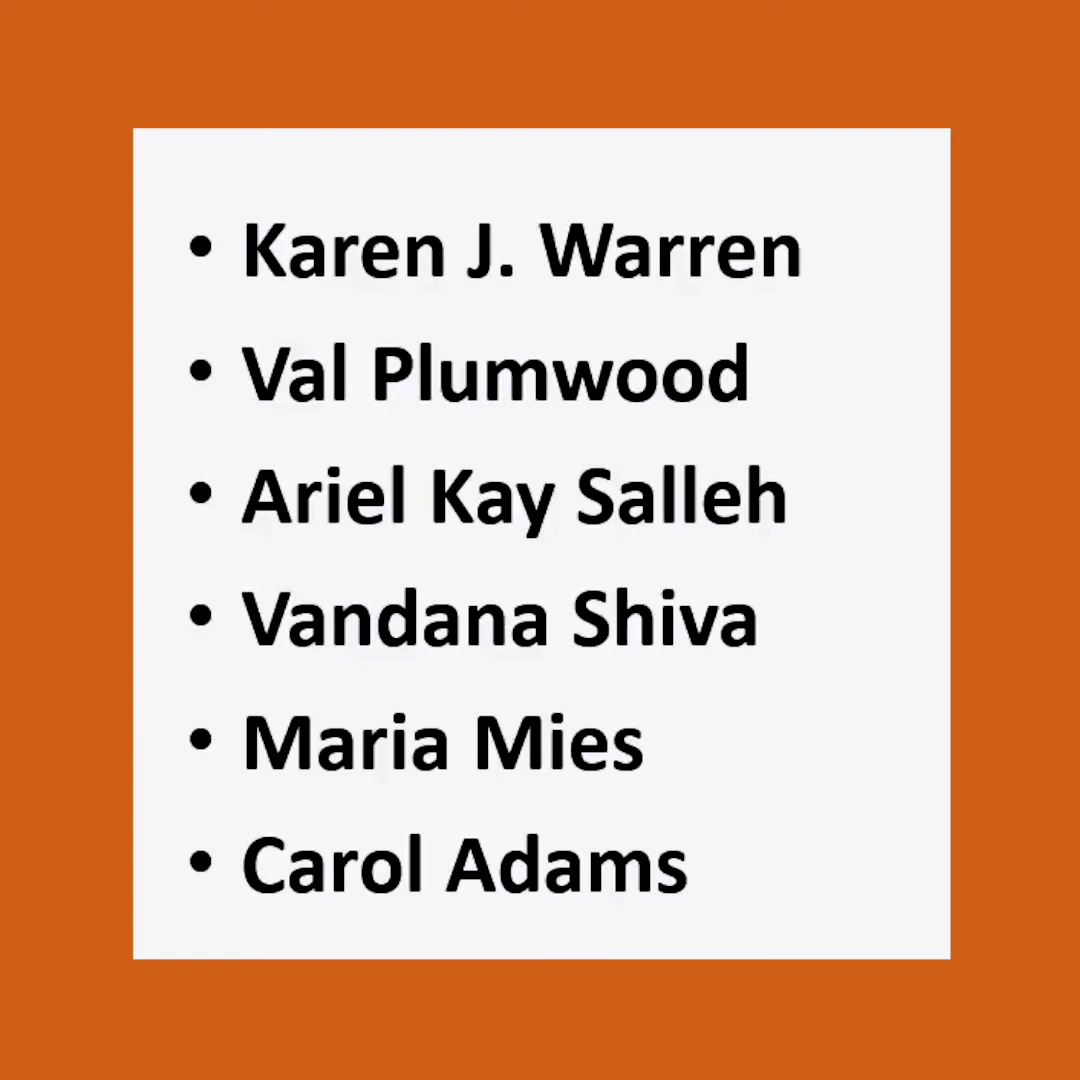 • Karen J. Warren
• Val Plumwood
• Ariel Kay Salleh
• Vandana Shiva
• Maria Mies
• Carol Adams